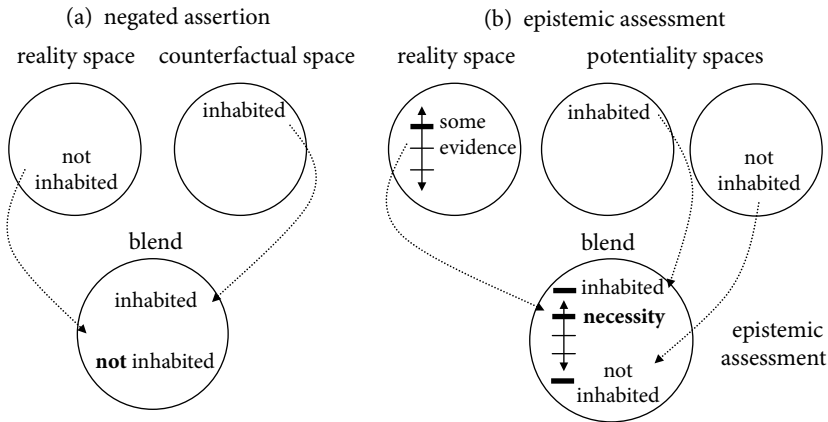 (a) negated assertion
reality space counterfactual space
inhabited
not
inhabited
blend
inhabited
not inhabited
(b) epistemic assessment
reality space potentiality spaces
some
evidence
inhabited
not
inhabited
blend
inhabited
necessity
not
inhabited
epistemic
assessment